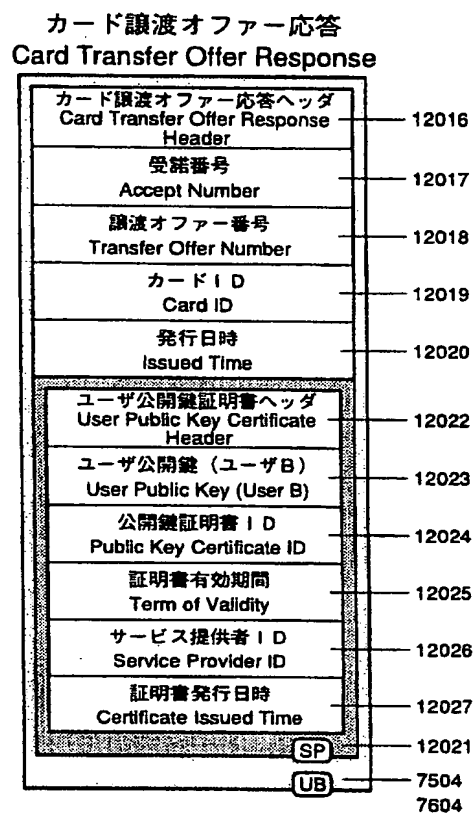 カード譲渡オファー応答
Card Transfer Offer Response
カード譲渡オファー応答ヘッダ
Card Transfer Offer Response
Header
12016
受諾番号
Accept Number
12017
譲渡オファー番号
Transfer Offer Number
12018
カードID
Card ID
12019
発行日時
Issued Time
12020
ユーザ公開鍵証明書ヘッダ
User Public Key Certificate
Header
12022
ユーザ公開鍵（ユーザB）
User Public Key (User B)
12023
公開鍵証明書ID
Public Key Certificate ID
12024
証明書有効期間
Term of Validity
12025
サービス提供者ID
Service Provider ID
12026
証明書発行日時
Certificate Issued Time
12027
SP
12021
UB
7504
7604